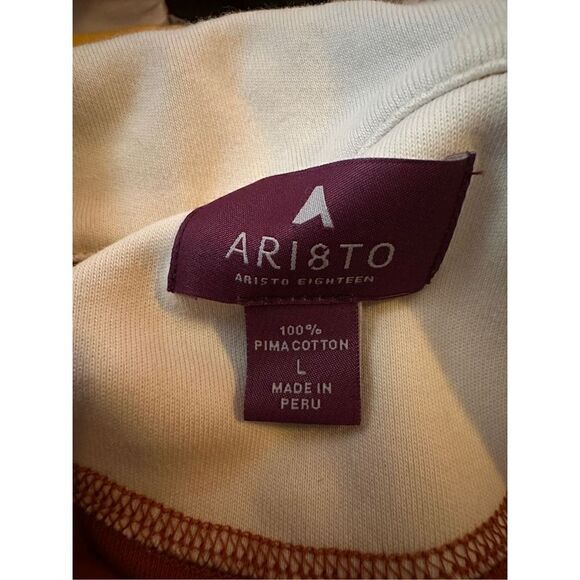 ARI8TO
ARISTO EIGHTEEN
100%
PIMA COTTON
L
MADE IN
PERU